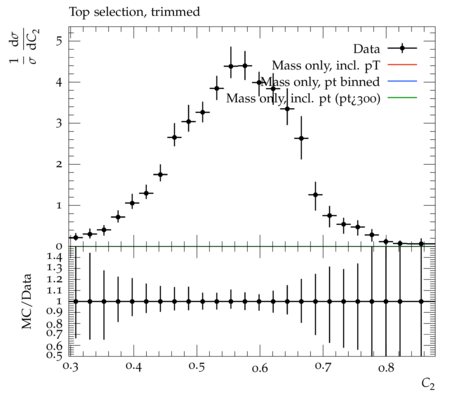 Top selection, trimmed
1/σ dσ/dC₂
5
4
3
2
1
0
Data
Mass only, incl. pT
Mass only, pt binned
Mass only, incl. pt (pt¿300)
MC/Data
1.4
1.3
1.2
1.1
1
0.9
0.8
0.7
0.6
0.5
0.3 0.4 0.5 0.6 0.7 0.8
C₂